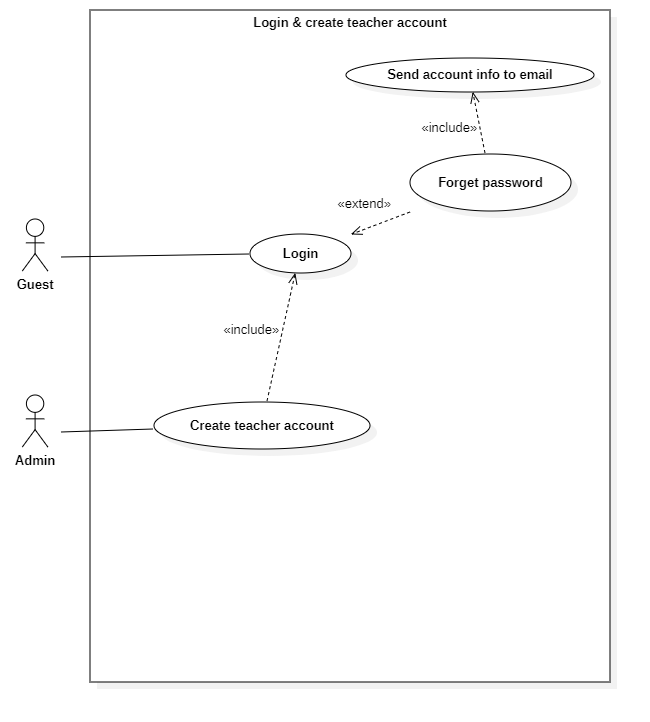 Login & create teacher account
Send account info to email
«include»
Forget password
«extend»
Login
Guest
«include»
Create teacher account
Admin